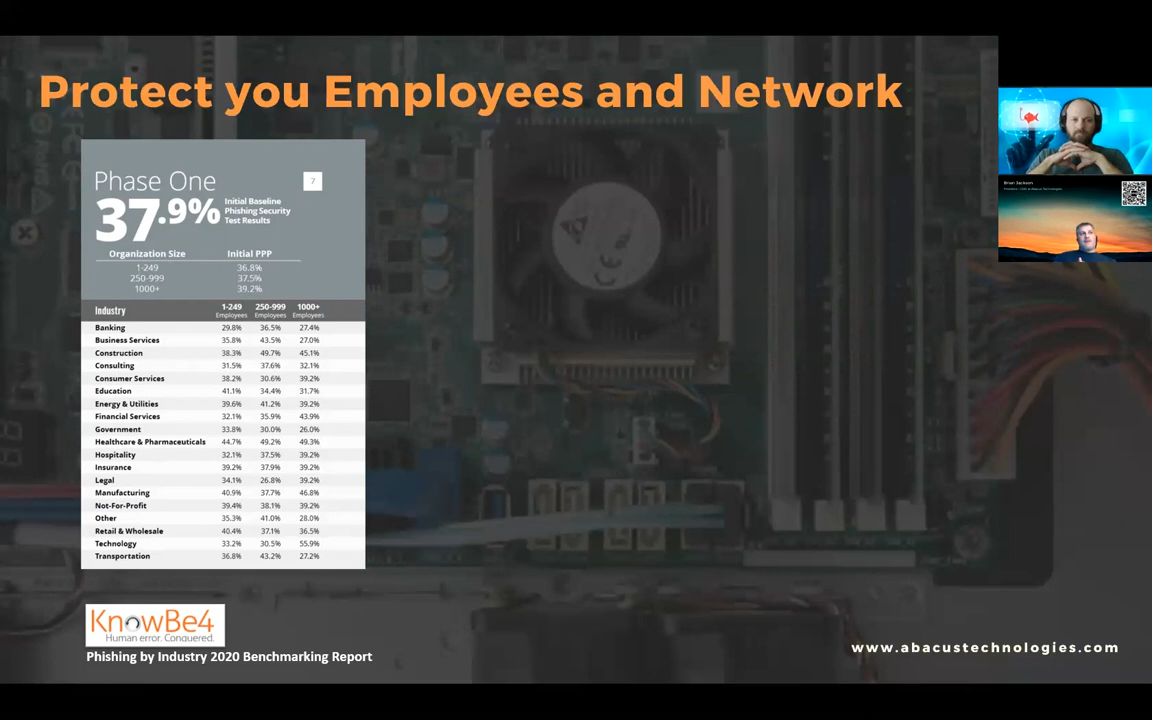 Protect you Employees and Network
Phase One
7
37.9%
Initial Baseline
Phishing Security
Test Results
Organization Size Initial PPP
1-249 36.8%
250-999 37.5%
1000+ 39.2%
Industry 1-249 Employees 250-999 Employees 1000+ Employees
Banking 29.8% 36.5% 27.4%
Business Services 35.8% 43.5% 27.0%
Construction 38.3% 49.7% 45.1%
Consulting 31.5% 37.6% 32.1%
Consumer Services 38.2% 30.6% 39.2%
Education 41.1% 34.4% 31.7%
Energy & Utilities 39.6% 41.2% 39.2%
Financial Services 32.1% 35.9% 43.9%
Government 33.8% 30.0% 26.0%
Healthcare & Pharmaceuticals 44.7% 49.2% 49.3%
Hospitality 32.1% 37.5% 39.2%
Insurance 39.2% 37.9% 39.2%
Legal 34.1% 26.8% 39.2%
Manufacturing 40.9% 37.7% 46.8%
Not-For-Profit 39.4% 38.1% 39.2%
Other 35.3% 41.0% 28.0%
Retail & Wholesale 40.4% 37.1% 36.5%
Technology 33.2% 30.5% 55.9%
Transportation 36.8% 43.2% 27.2%
KnowBe4
Human error. Conquered.
Phishing by Industry 2020 Benchmarking Report
www.abacustechnologies.com
Brian Jackson